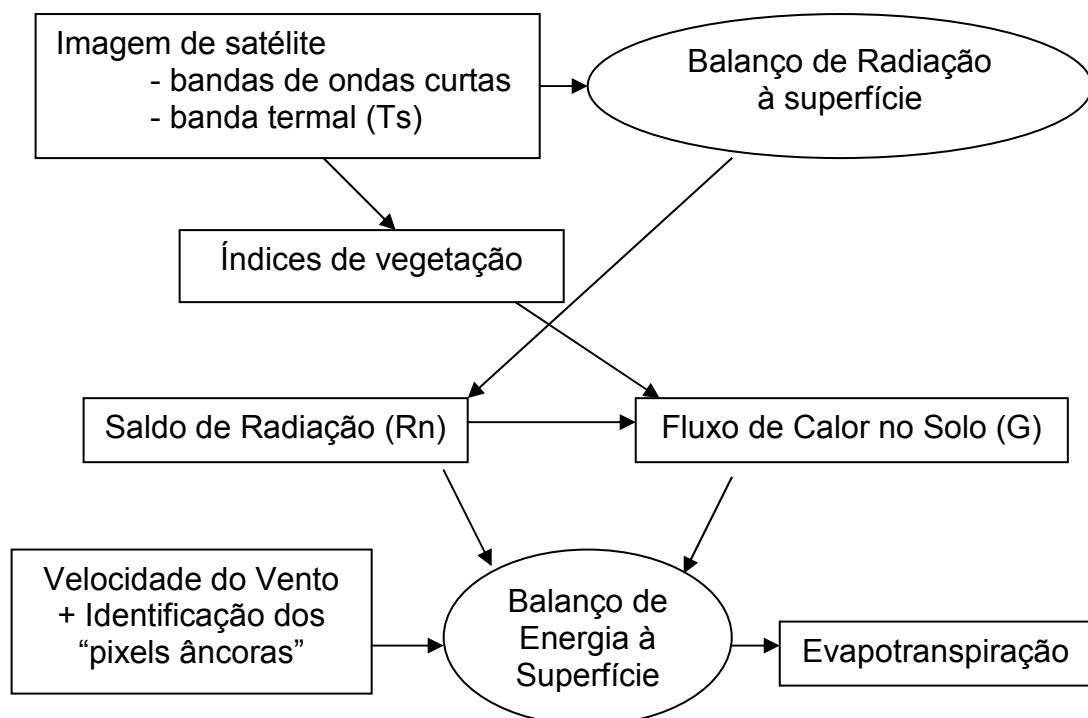 Imagem de satélite
- bandas de ondas curtas
- banda termal (Ts)
Balanço de Radiação
à superfície
Índices de vegetação
Saldo de Radiação (Rn)
Fluxo de Calor no Solo (G)
Velocidade do Vento
+ Identificação dos
“pixels âncoras”
Balanço de
Energia à
Superfície
Evapotranspiração